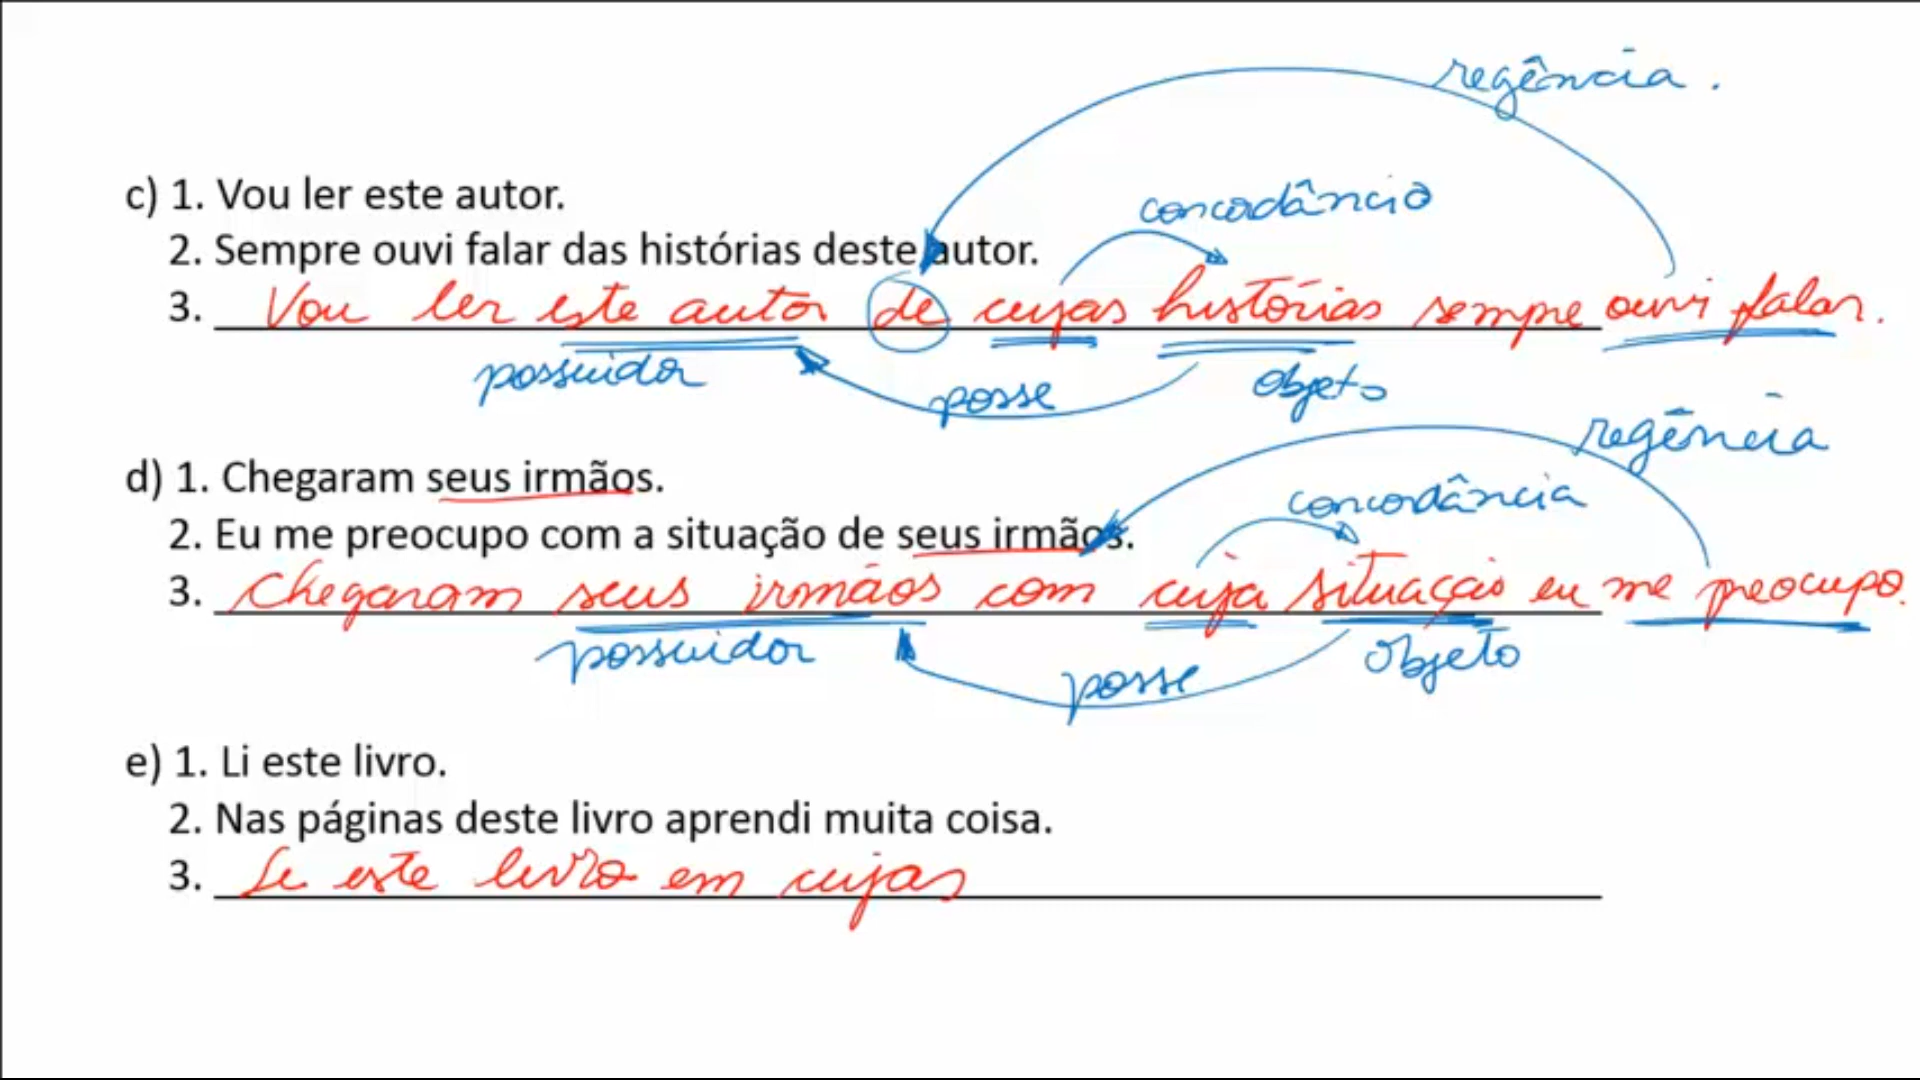 regência.
c) 1. Vou ler este autor.
concordância
2. Sempre ouvi falar das histórias deste autor.
3. Vou ler este autor de cujas histórias sempre ouvi falar.
possuidor posse objeto
regência
d) 1. Chegaram seus irmãos.
concordância
2. Eu me preocupo com a situação de seus irmãos.
3. Chegaram seus irmãos com cuja situação eu me preocupo.
possuidor posse objeto
e) 1. Li este livro.
2. Nas páginas deste livro aprendi muita coisa.
3. Li este livro em cujas